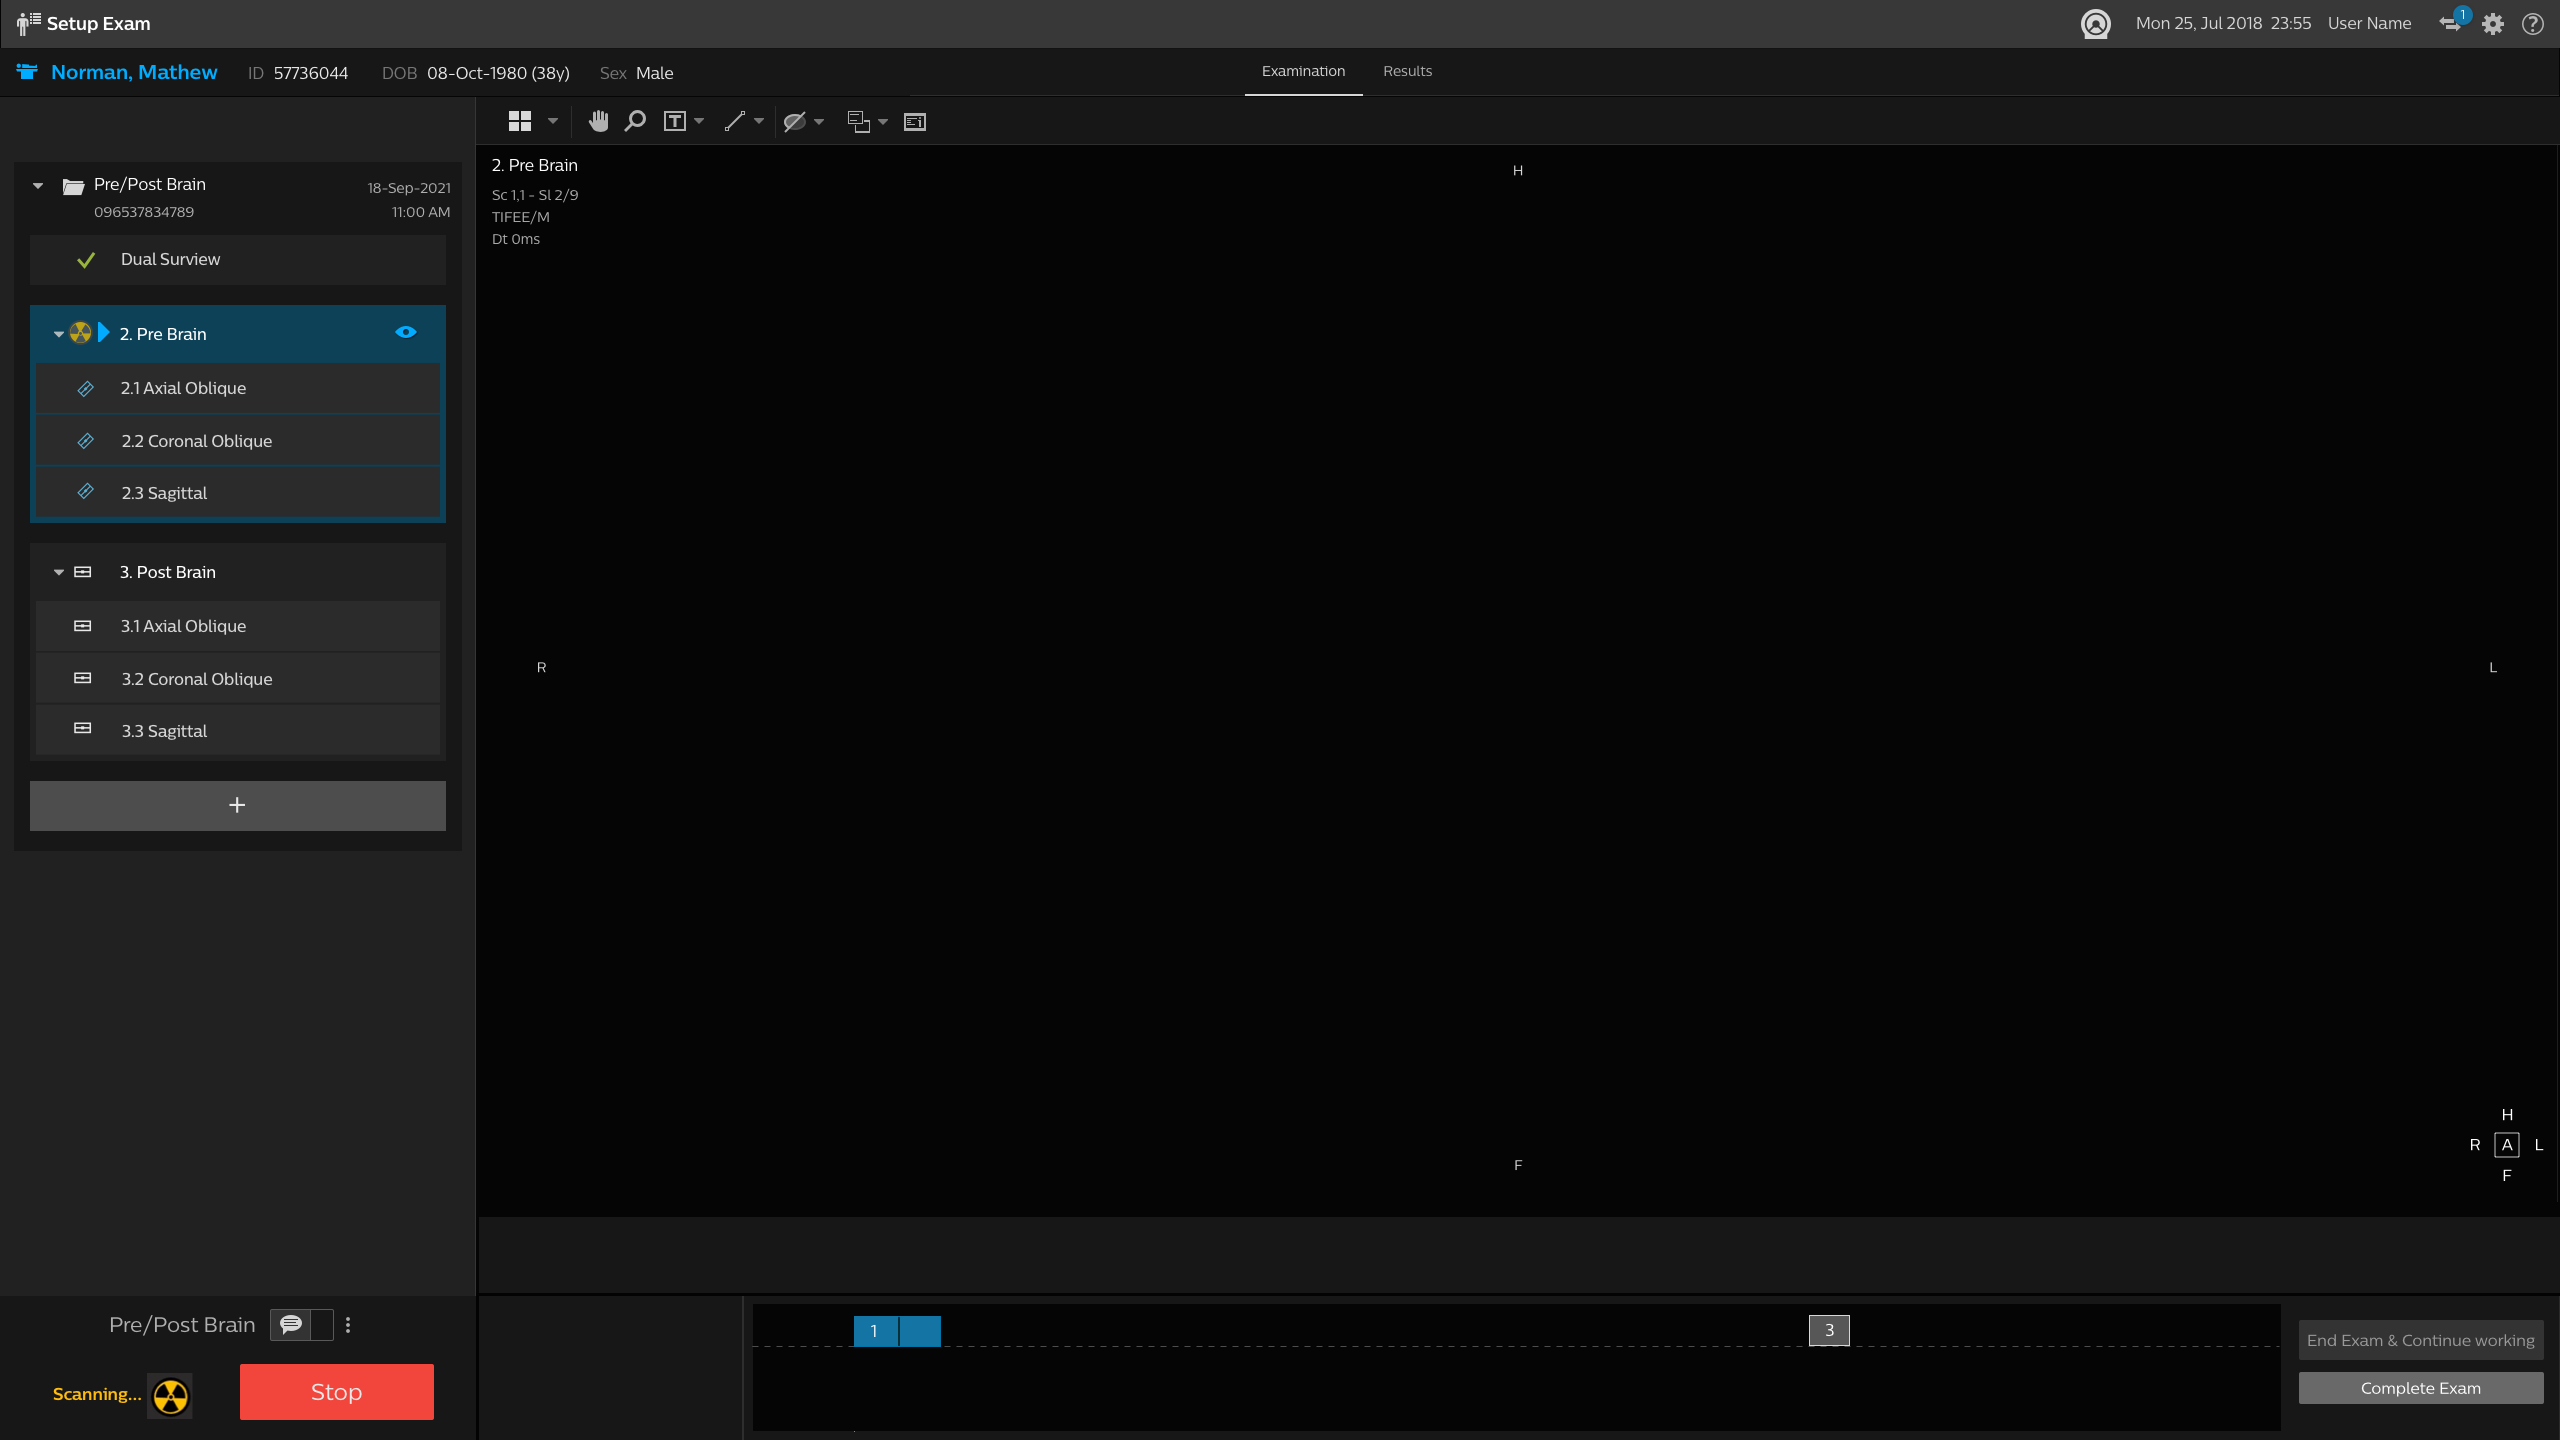 Setup Exam
Mon 25, Jul 2018 23:55 User Name 1
Norman, Mathew ID 57736044 DOB 08-Oct-1980 (38y) Sex Male
Examination Results
T
Pre/Post Brain 18-Sep-2021
096537834789 11:00 AM
Dual Surview
2. Pre Brain
2.1 Axial Oblique
2.2 Coronal Oblique
2.3 Sagittal
3. Post Brain
3.1 Axial Oblique
3.2 Coronal Oblique
3.3 Sagittal
+
2. Pre Brain
Sc 1,1 - Sl 2/9
TIFEE/M
Dt 0ms
H
R
L
F
H
R A L
F
Pre/Post Brain
Scanning...
Stop
1
3
End Exam & Continue working
Complete Exam